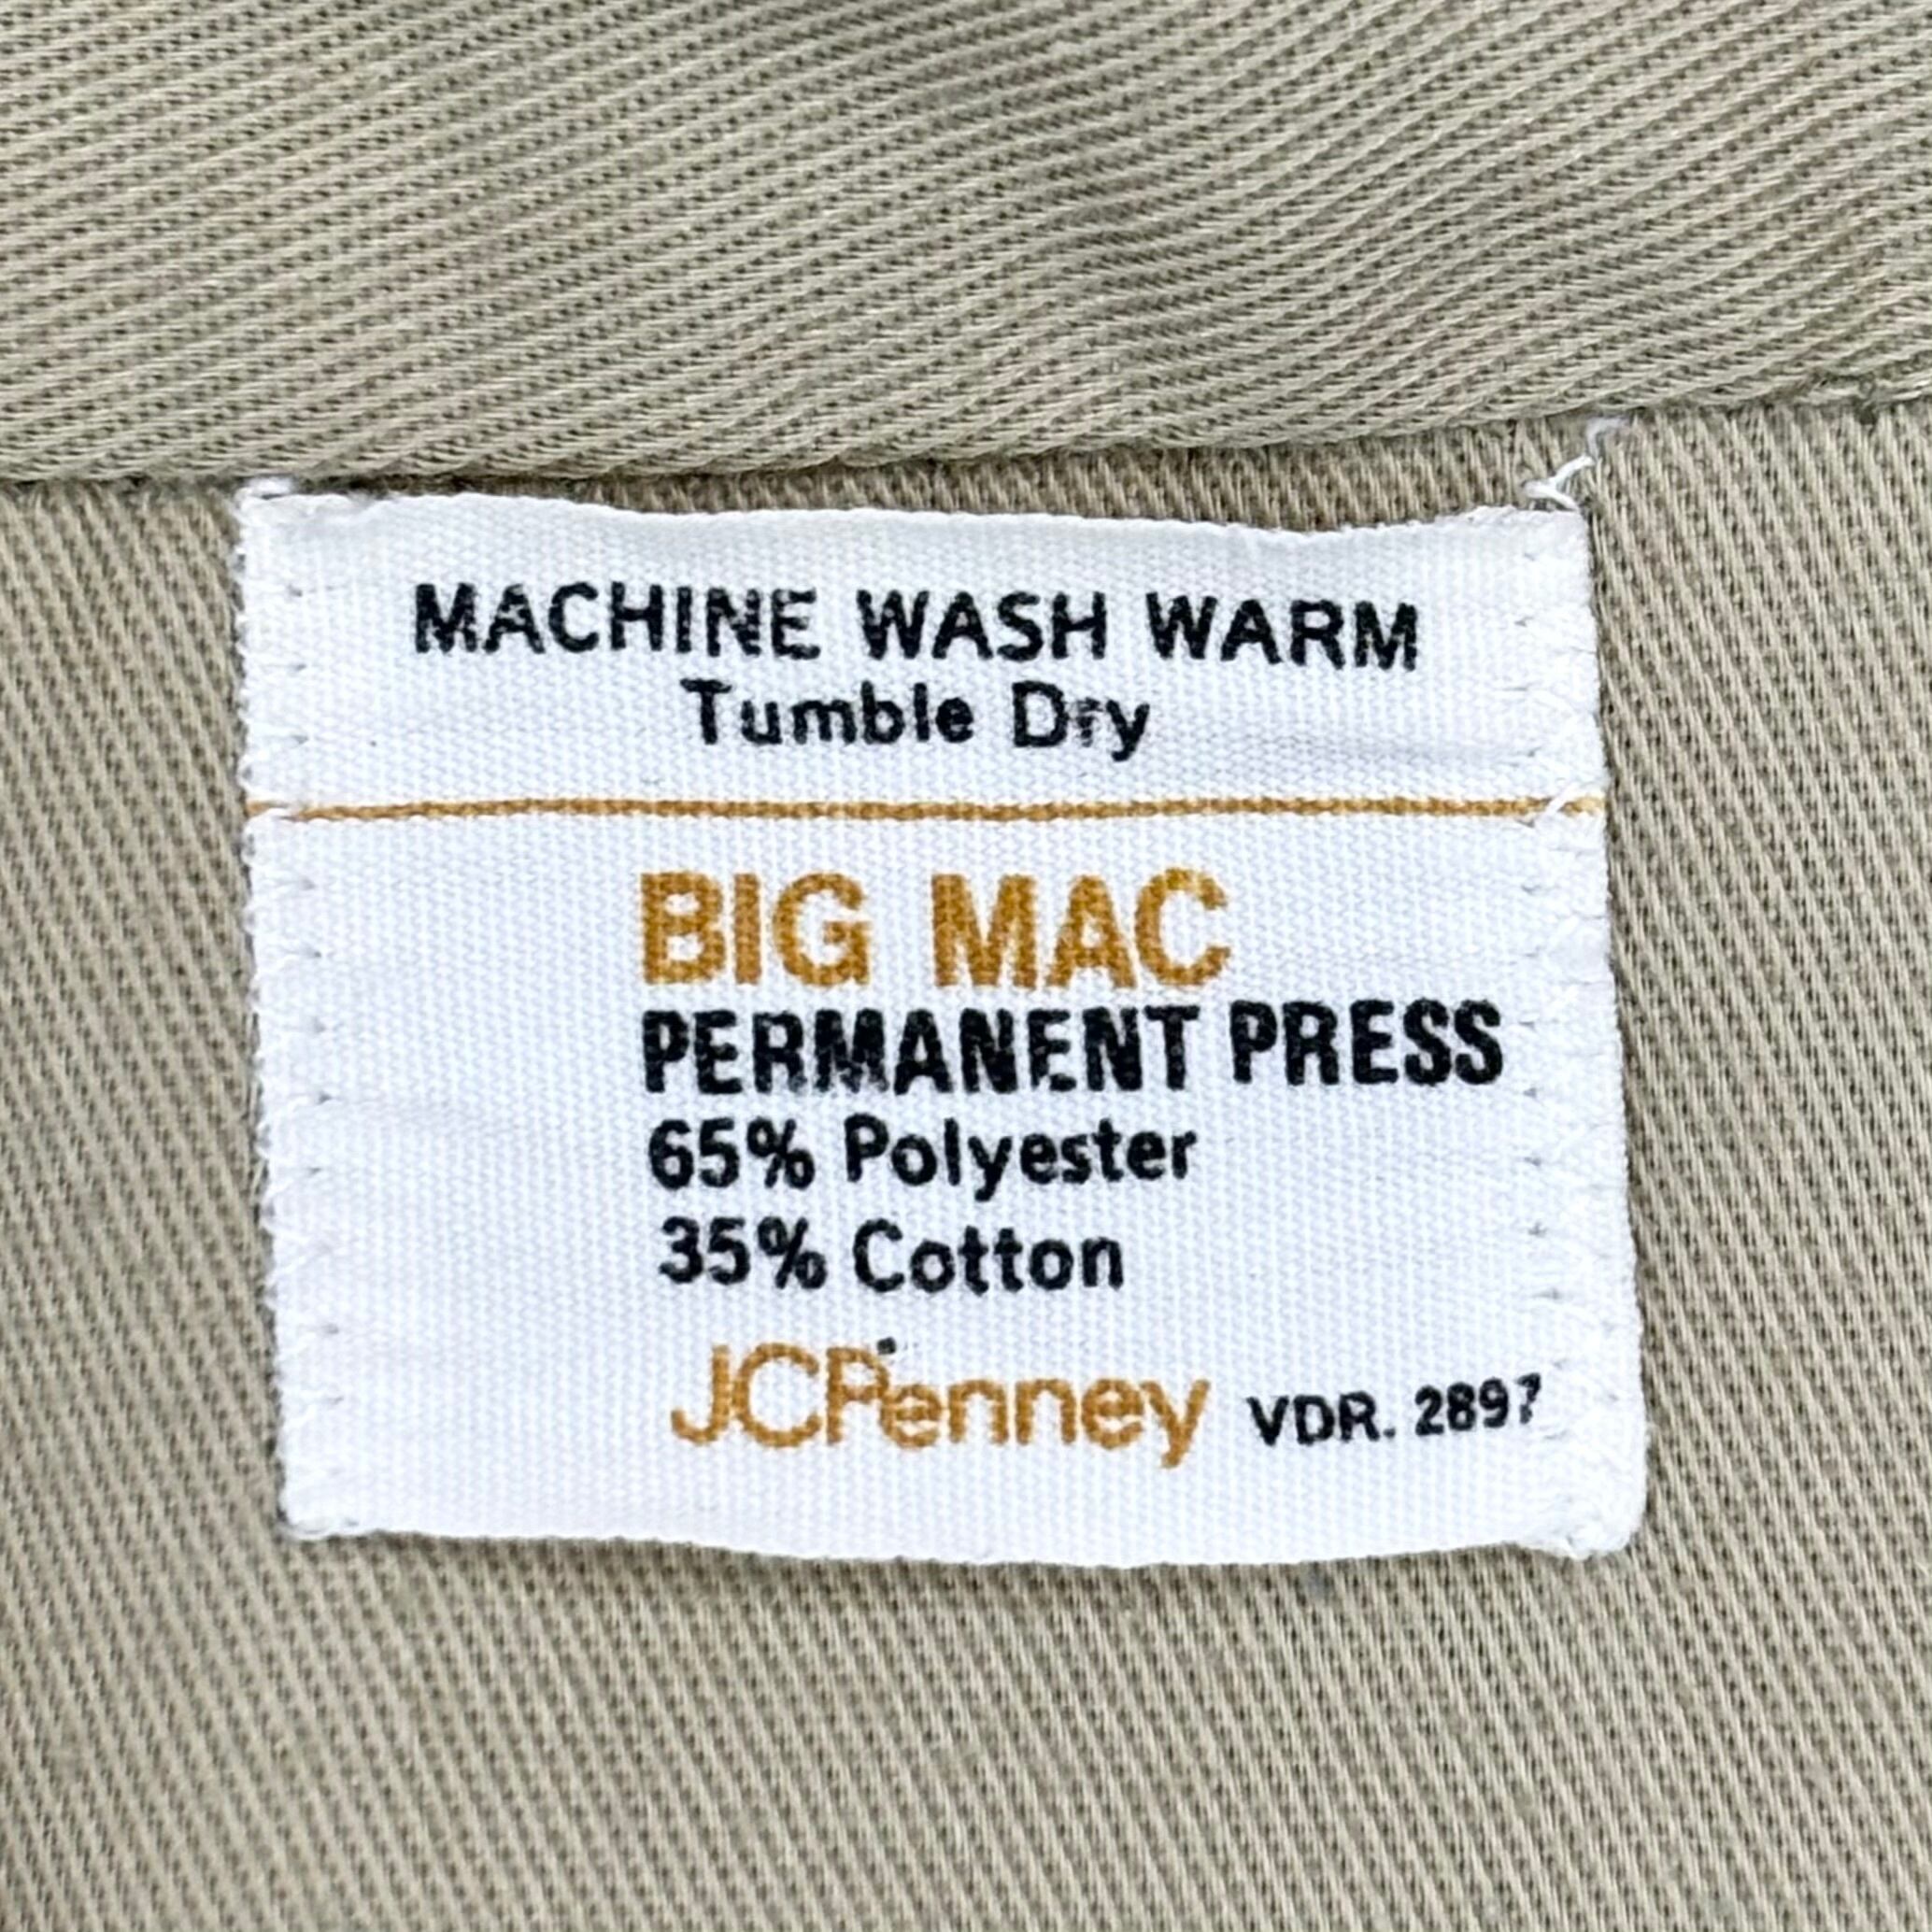 MACHINE WASH WARM
Tumble Dry
BIG MAC
PERMANENT PRESS
65% Polyester
35% Cotton
JCPenney VDR. 2897